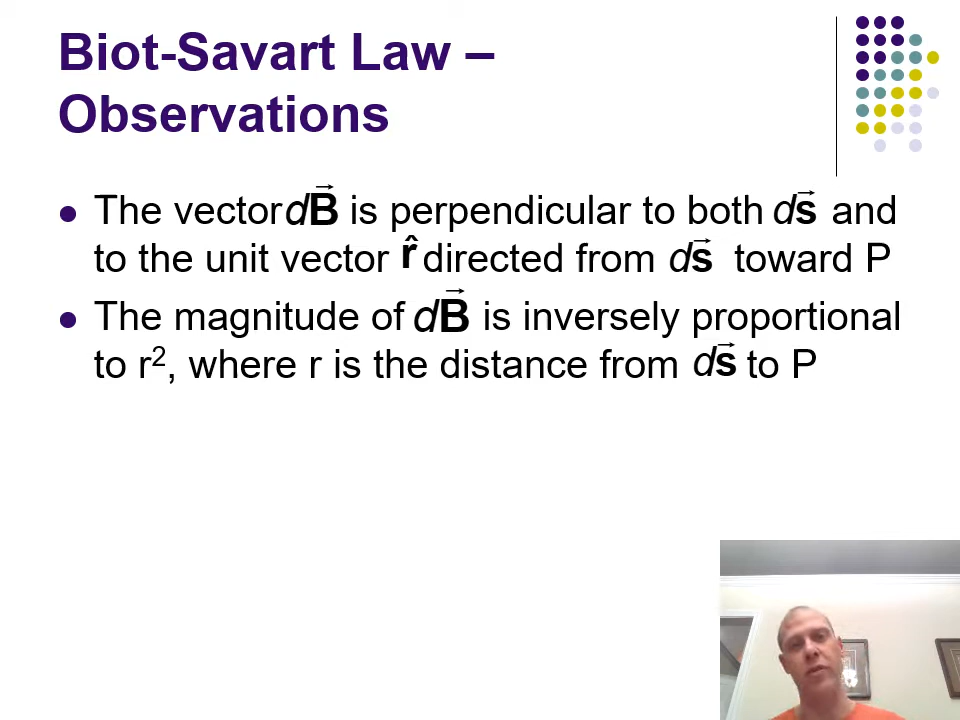 Biot-Savart Law –
Observations
● The vector d𝐁⃗ is perpendicular to both d𝐬⃗ and
to the unit vector 𝐫̂ directed from d𝐬⃗ toward P
● The magnitude of d𝐁⃗ is inversely proportional
to r², where r is the distance from d𝐬⃗ to P